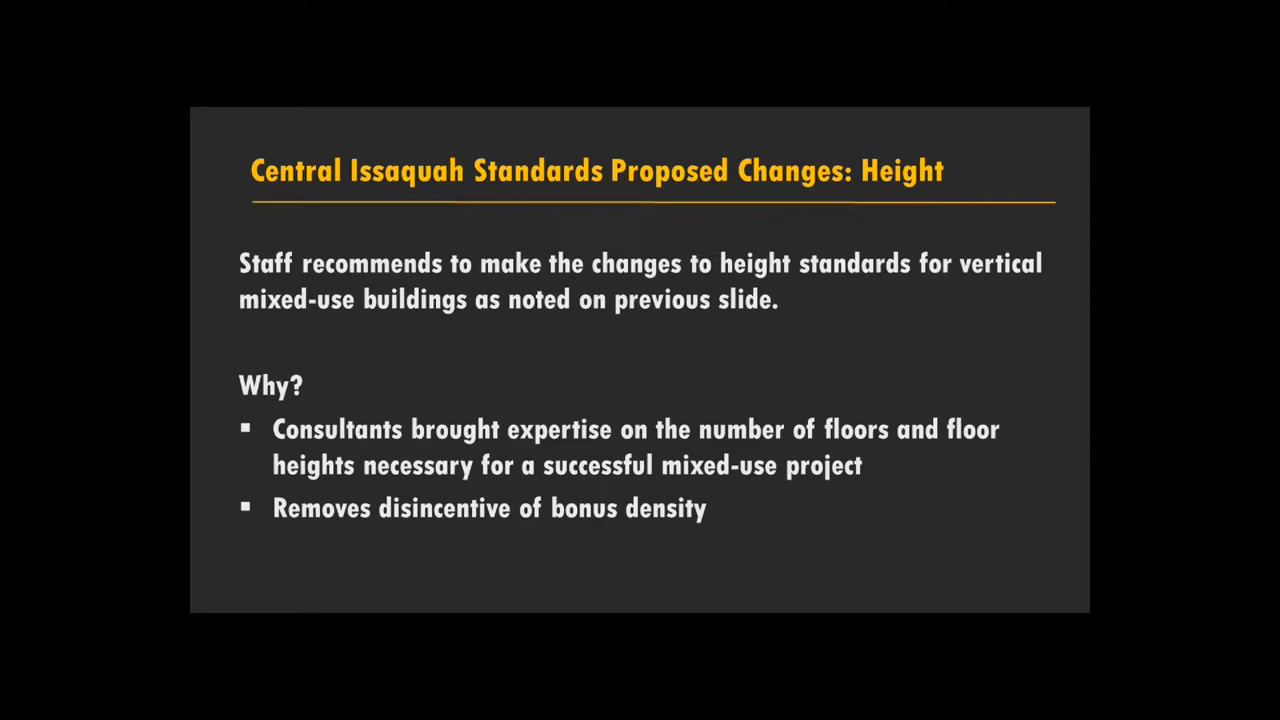 Central Issaquah Standards Proposed Changes: Height
Staff recommends to make the changes to height standards for vertical
mixed-use buildings as noted on previous slide.
Why?
▪ Consultants brought expertise on the number of floors and floor
heights necessary for a successful mixed-use project
▪ Removes disincentive of bonus density